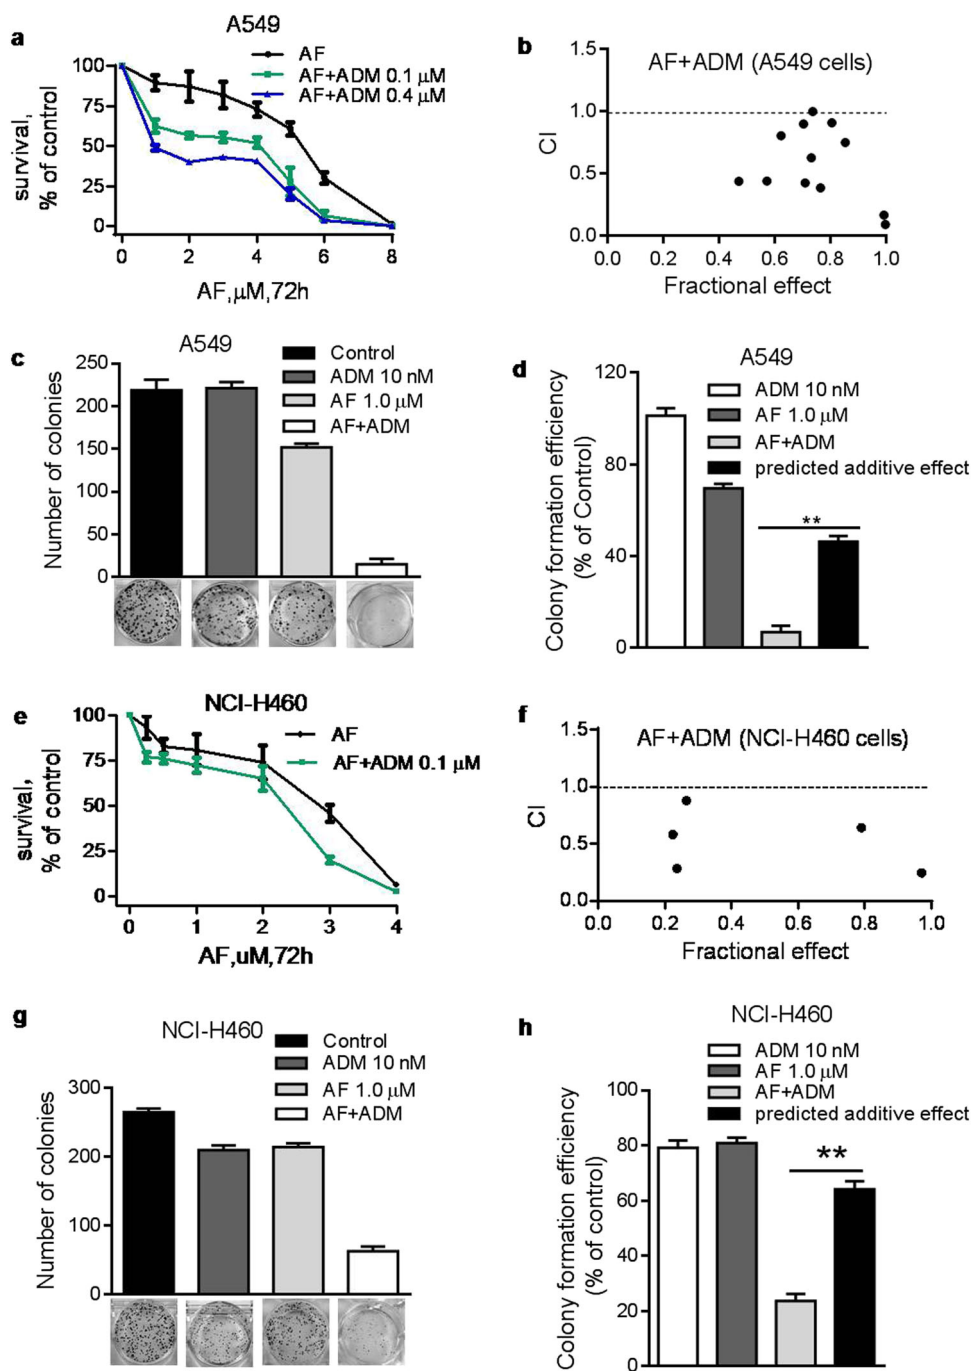 a
A549
AF
AF+ADM 0.1 μM
AF+ADM 0.4 μM
survival,
% of control
100
75
50
25
0
0 2 4 6 8
AF,μM,72h
b
AF+ADM (A549 cells)
CI
1.5
1.0
0.5
0.0
0.0 0.2 0.4 0.6 0.8 1.0
Fractional effect
c
A549
Control
ADM 10 nM
AF 1.0 μM
AF+ADM
Number of colonies
250
200
150
100
50
0
d
A549
ADM 10 nM
AF 1.0 μM
AF+ADM
predicted additive effect
Colony formation efficiency
(% of Control)
120
80
40
0
**
e
NCI-H460
AF
AF+ADM 0.1 μM
survival,
% of control
100
75
50
25
0
0 1 2 3 4
AF,uM,72h
f
AF+ADM (NCI-H460 cells)
CI
1.5
1.0
0.5
0.0
0.0 0.2 0.4 0.6 0.8 1.0
Fractional effect
g
NCI-H460
Control
ADM 10 nM
AF 1.0 μM
AF+ADM
Number of colonies
300
200
100
0
h
NCI-H460
ADM 10 nM
AF 1.0 μM
AF+ADM
predicted additive effect
Colony formation efficiency
(% of control)
80
60
40
20
0
**